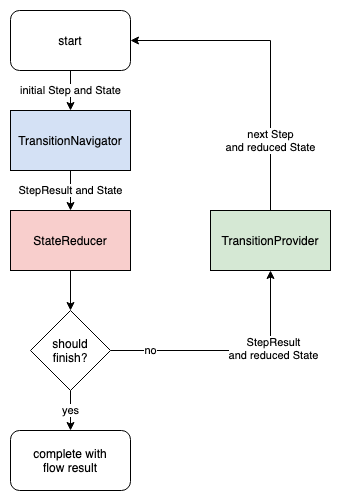 start
initial Step and State
TransitionNavigator
StepResult and State
StateReducer
should
finish?
yes
complete with
flow result
no
StepResult
and reduced State
TransitionProvider
next Step
and reduced State